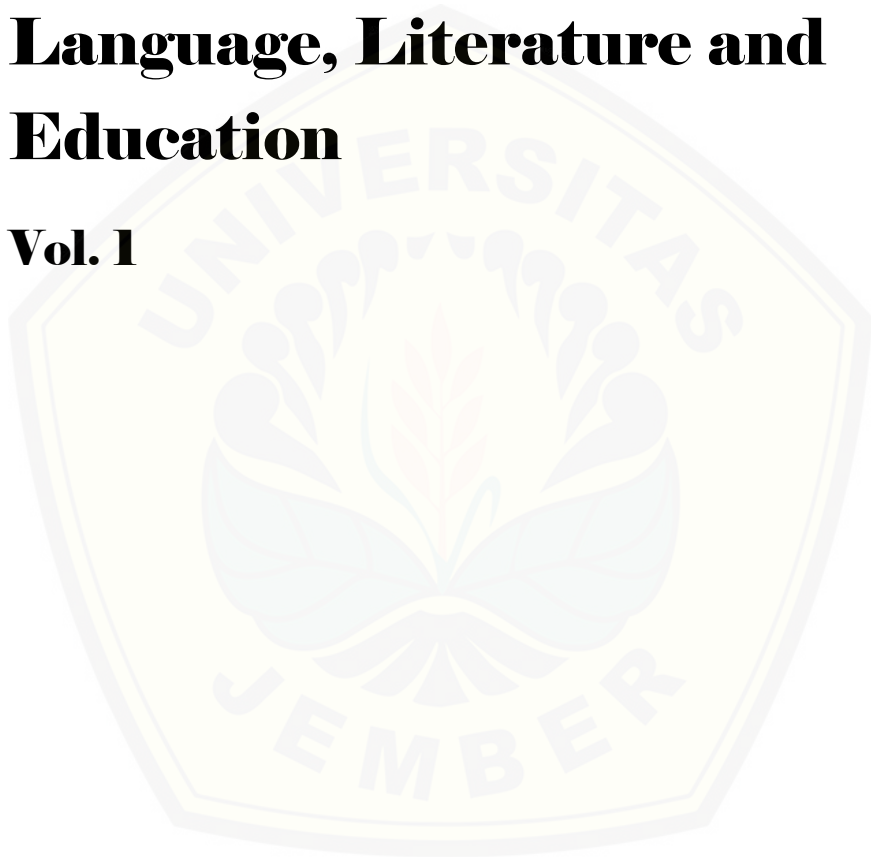 Language, Literature and
Education
Vol. 1
UNIVERSITAS
JEMBER